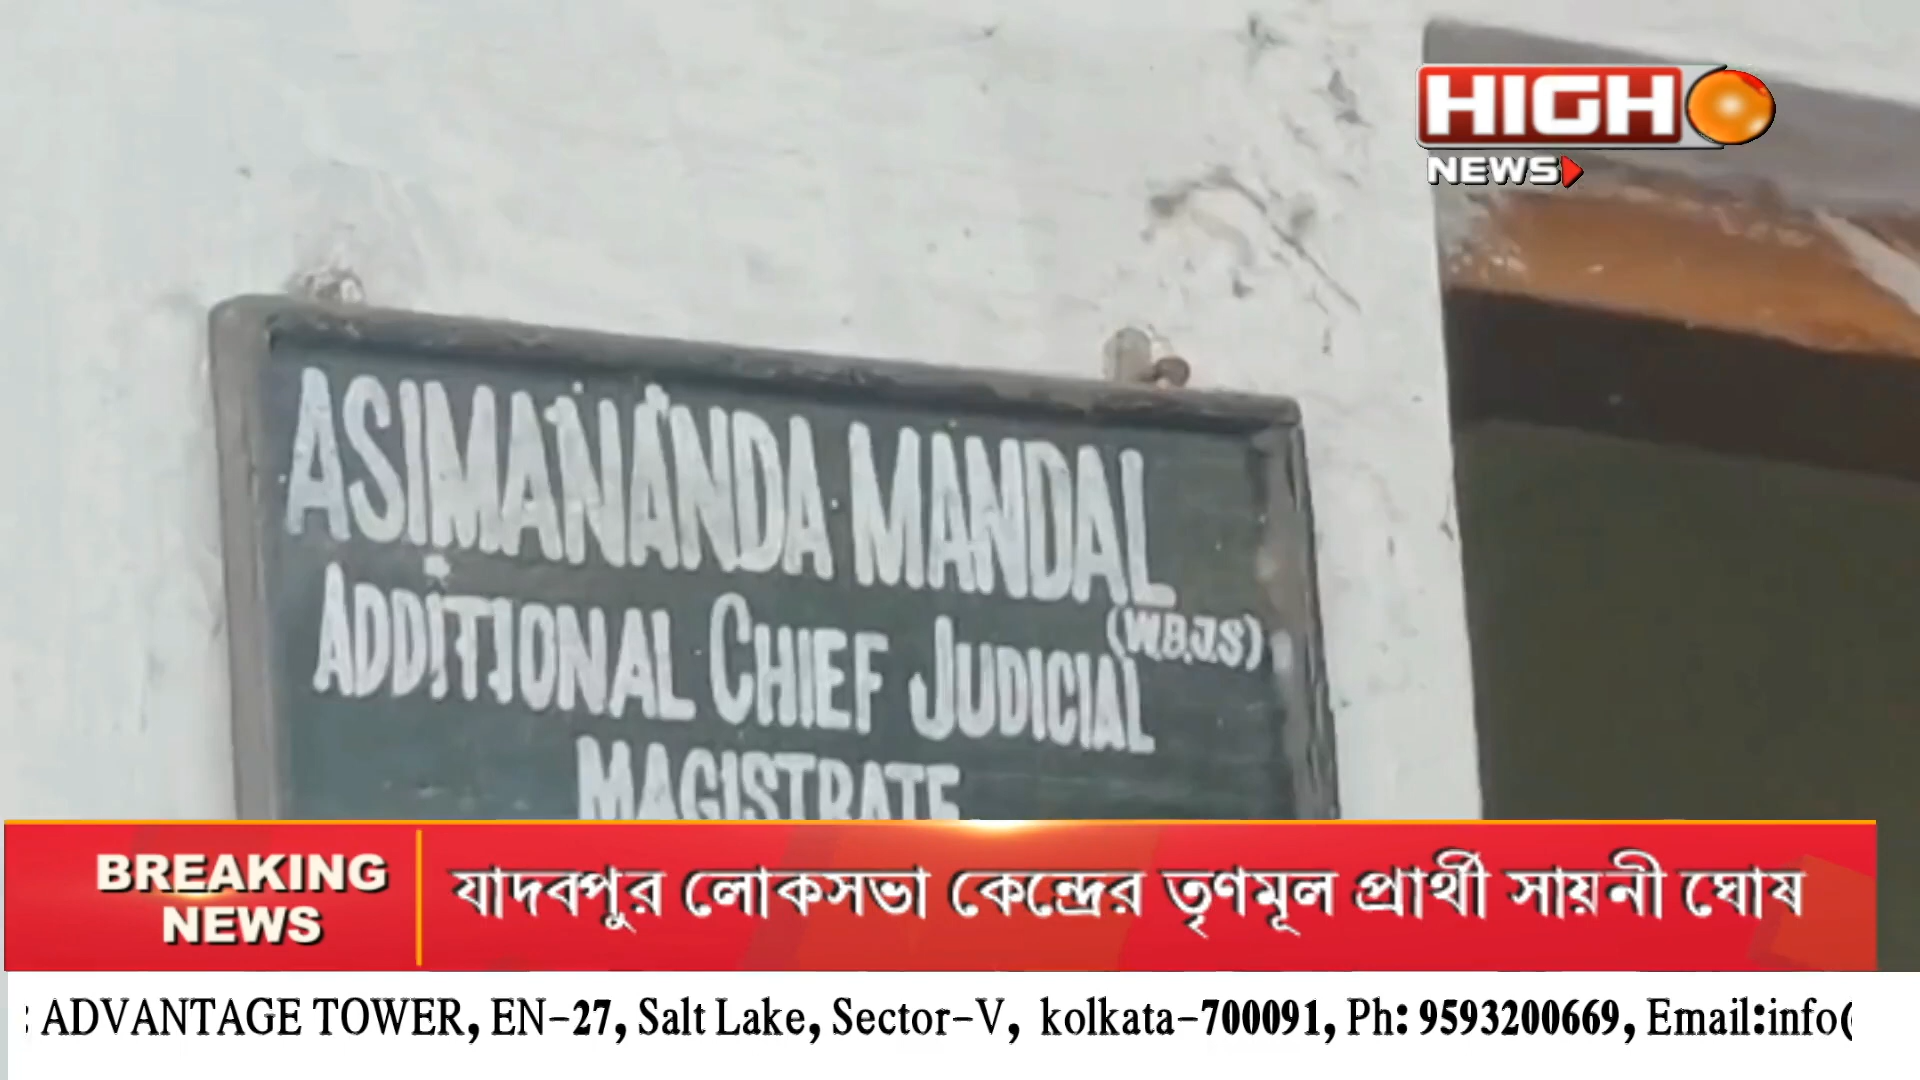 HIGH
NEWS
ASIMANANDA MANDAL
(W.B.J.S)
ADDITIONAL CHIEF JUDICIAL
MAGISTRATE
BREAKING
NEWS
যাদবপুর লোকসভা কেন্দ্রের তৃণমূল প্রার্থী সায়নী ঘোষ
: ADVANTAGE TOWER, EN-27, Salt Lake, Sector-V, kolkata-700091, Ph: 9593200669, Email:info(